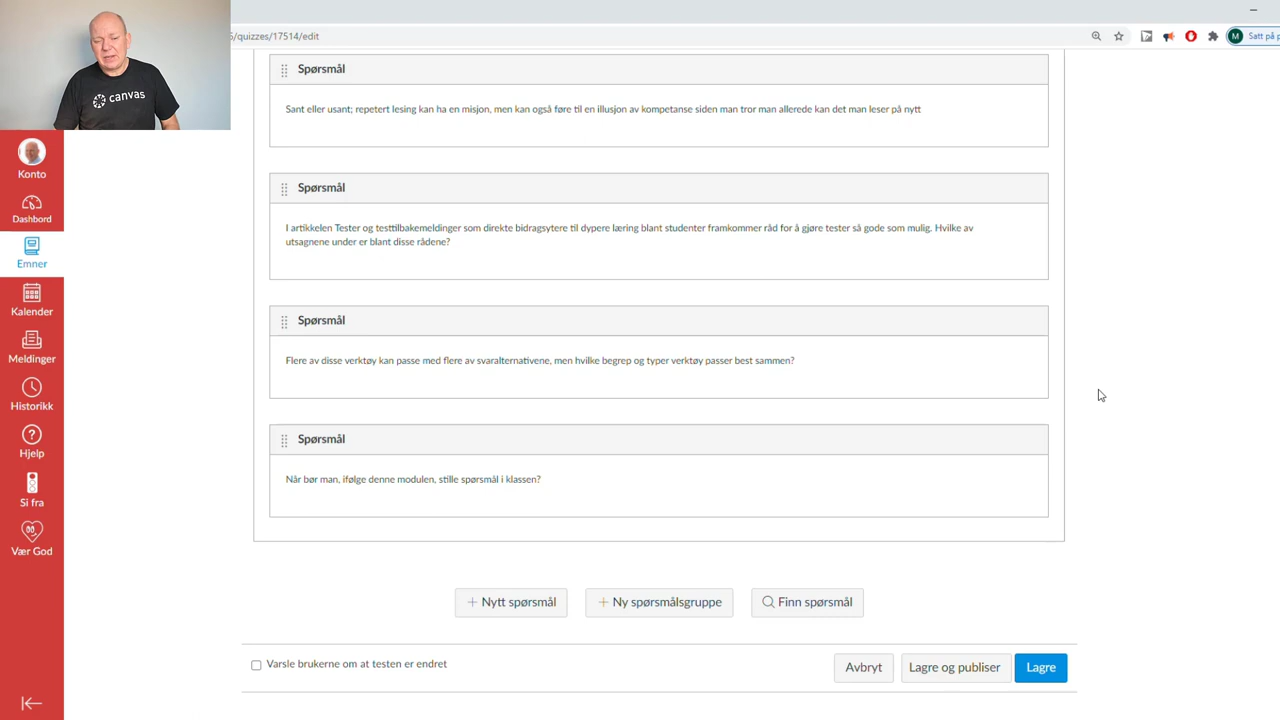 5/quizzes/17514/edit
M
Satt på p
canvas
Konto
Dashbord
Emner
Kalender
Meldinger
Historikk
Hjelp
Si fra
Vær God
Spørsmål
Sant eller usant; repetert lesing kan ha en misjon, men kan også føre til en illusjon av kompetanse siden man tror man allerede kan det man leser på nytt
Spørsmål
I artikkelen Tester og testtilbakemeldinger som direkte bidragsytere til dypere læring blant studenter framkommer råd for å gjøre tester så gode som mulig. Hvilke av
utsagnene under er blant disse rådene?
Spørsmål
Flere av disse verktøy kan passe med flere av svaralternativene, men hvilke begrep og typer verktøy passer best sammen?
Spørsmål
Når bør man, ifølge denne modulen, stille spørsmål i klassen?
+ Nytt spørsmål
+ Ny spørsmålsgruppe
Finn spørsmål
Varsle brukerne om at testen er endret
Avbryt
Lagre og publiser
Lagre